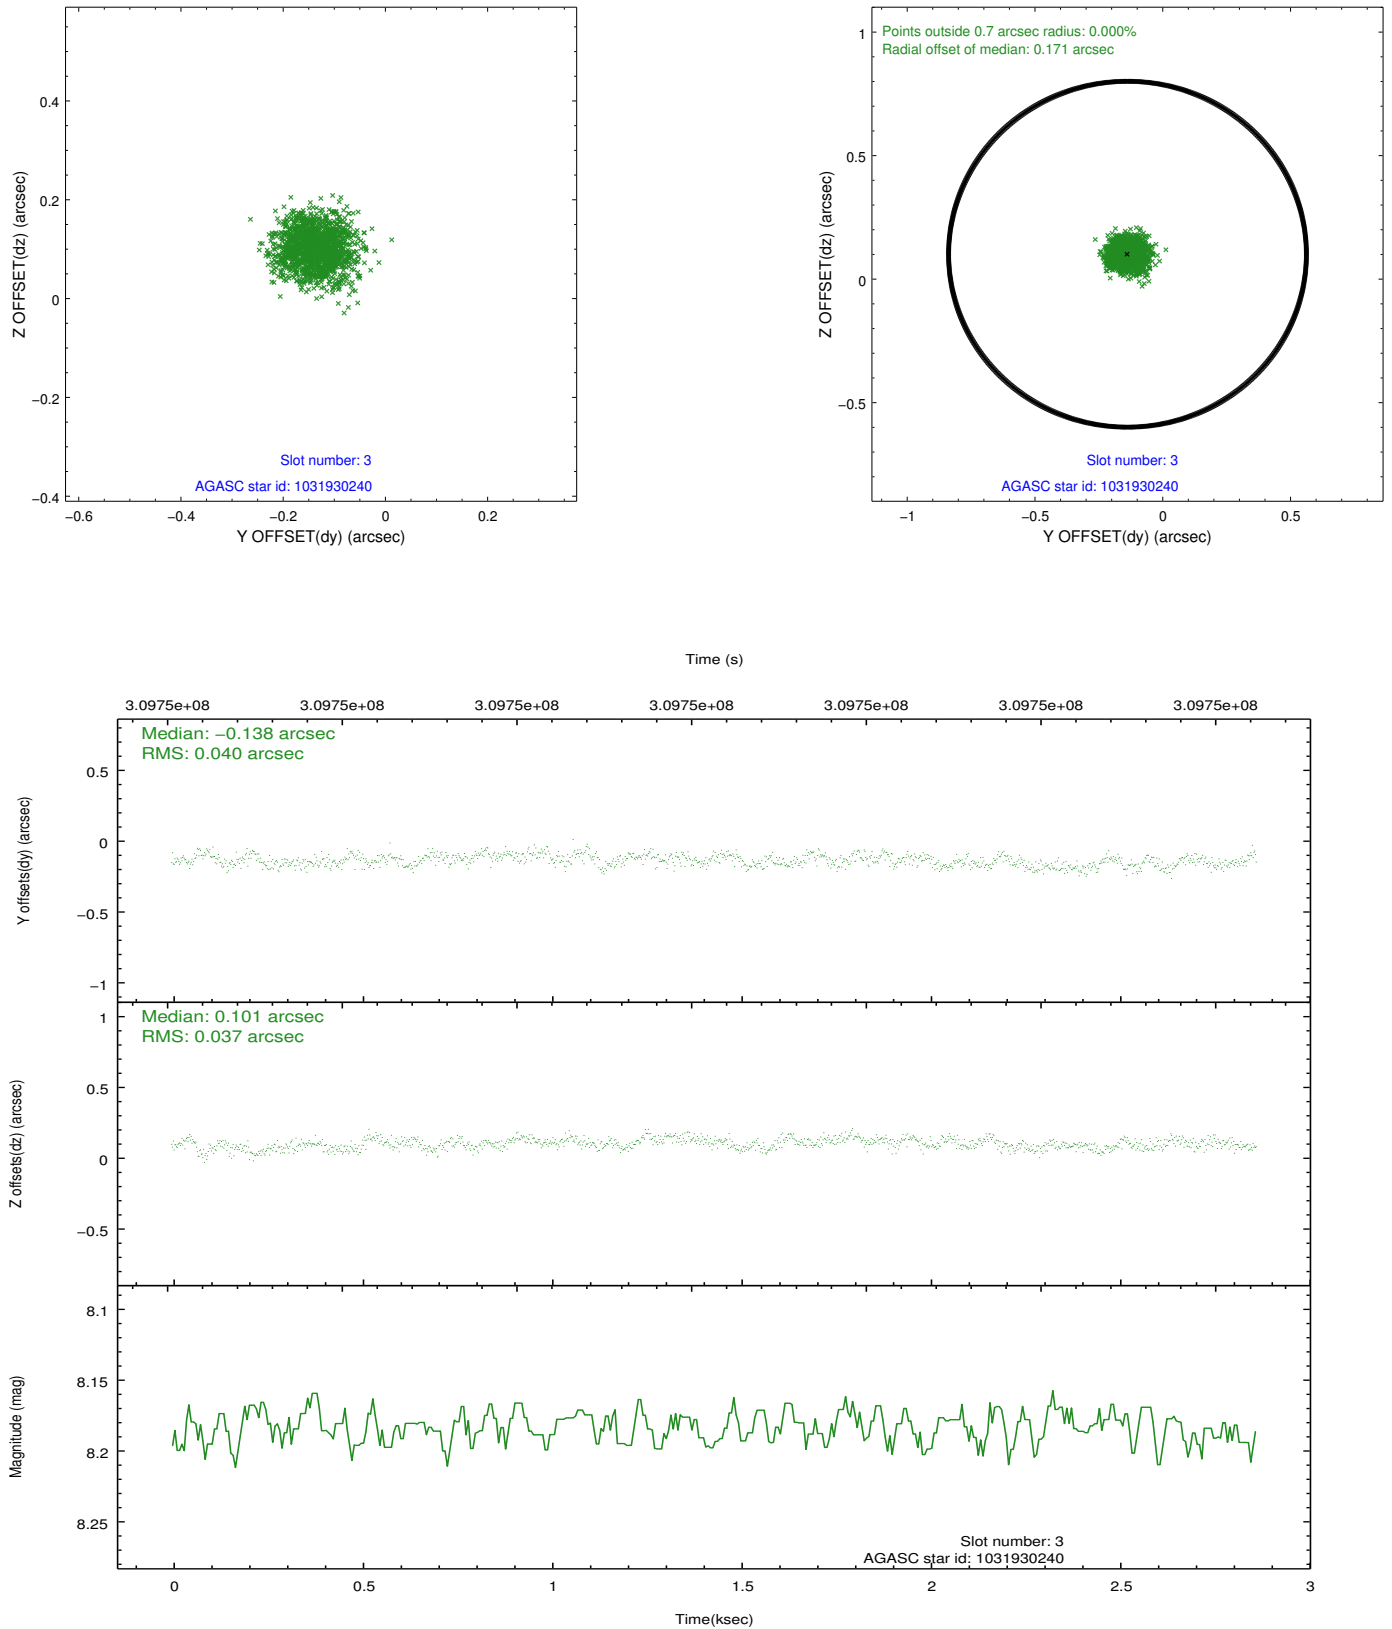 0.4
0.2
0
−0.2
−0.4
Z OFFSET(dz) (arcsec)
Slot number: 3
AGASC star id: 1031930240
−0.6 −0.4 −0.2 0 0.2
Y OFFSET(dy) (arcsec)
Points outside 0.7 arcsec radius: 0.000%
Radial offset of median: 0.171 arcsec
1
0.5
0
−0.5
Z OFFSET(dz) (arcsec)
Slot number: 3
AGASC star id: 1031930240
−1 −0.5 0 0.5
Y OFFSET(dy) (arcsec)
Time (s)
3.0975e+08 3.0975e+08 3.0975e+08 3.0975e+08 3.0975e+08 3.0975e+08 3.0975e+08
Median: −0.138 arcsec
RMS: 0.040 arcsec
0.5
0
−0.5
−1
Y offsets(dy) (arcsec)
Median: 0.101 arcsec
RMS: 0.037 arcsec
1
0.5
0
−0.5
Z offsets(dz) (arcsec)
8.1
8.15
8.2
8.25
Magnitude (mag)
Slot number: 3
AGASC star id: 1031930240
0 0.5 1 1.5 2 2.5 3
Time(ksec)